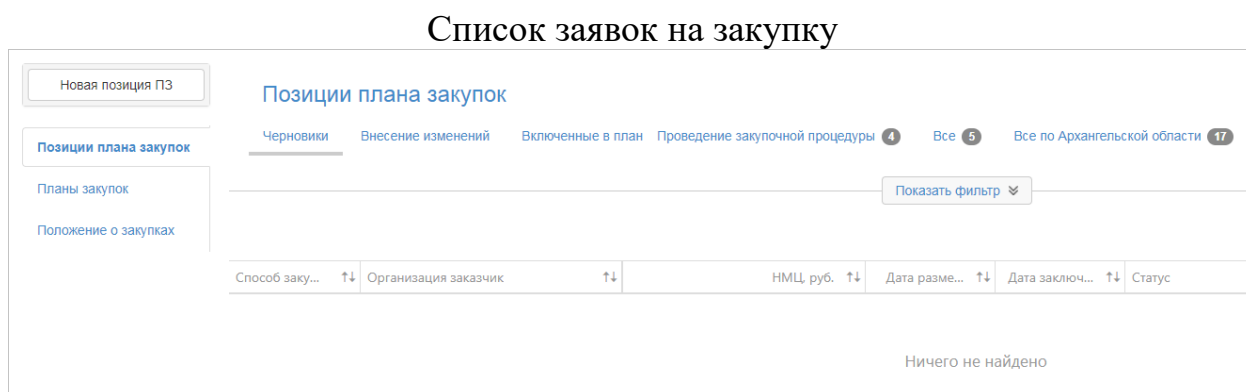 Список заявок на закупку
Новая позиция ПЗ
Позиции плана закупок
Планы закупок
Положение о закупках
Позиции плана закупок
Черновики Внесение изменений Включенные в план Проведение закупочной процедуры 4 Все 5 Все по Архангельской области 17
Показать фильтр
Способ заку... Организация заказчик НМЦ, руб. Дата разме... Дата заключ... Статус
Ничего не найдено